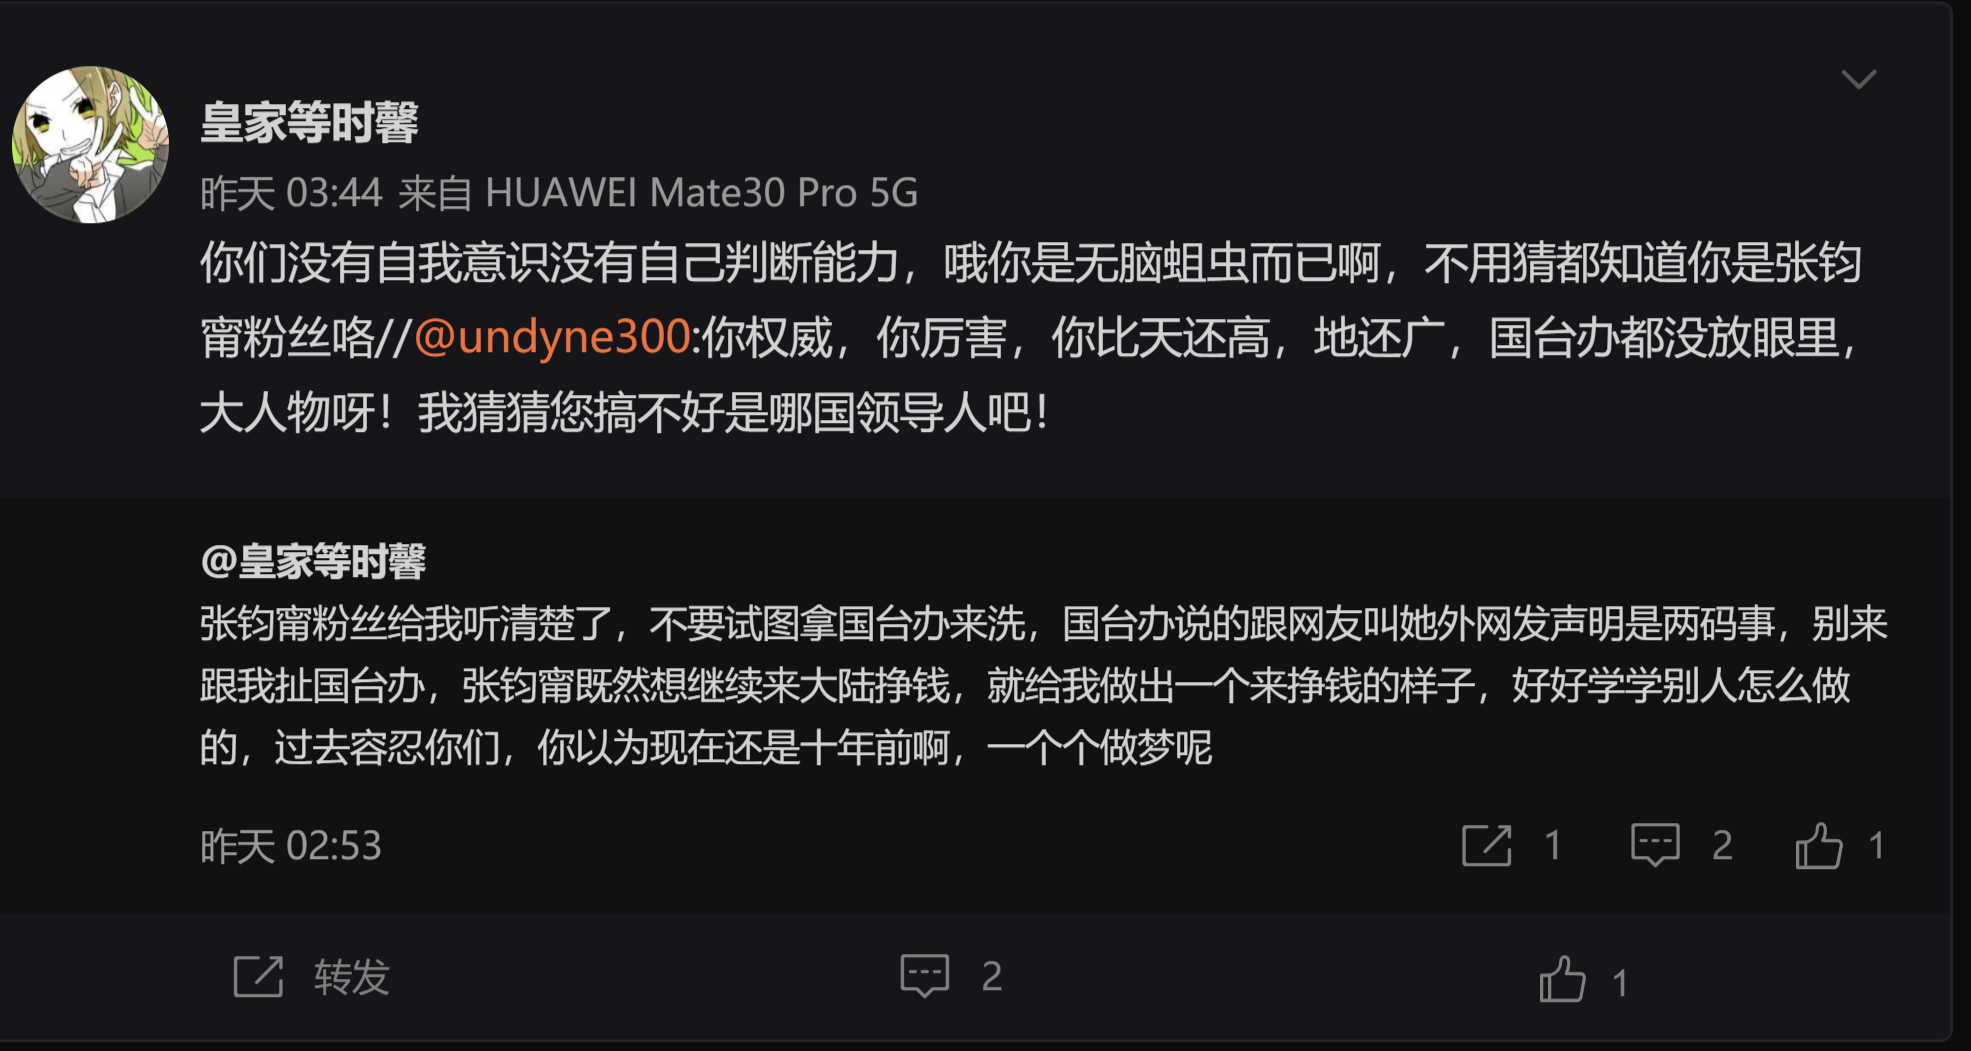 皇家等时馨
昨天 03:44 来自 HUAWEI Mate30 Pro 5G
你们没有自我意识没有自己判断能力，哦你是无脑蛆虫而已啊，不用猜都知道你是张钧
甯粉丝咯//@undyne300:你权威，你厉害，你比天还高，地还广，国台办都没放眼里，
大人物呀！我猜猜您搞不好是哪国领导人吧！
@皇家等时馨
张钧甯粉丝给我听清楚了，不要试图拿国台办来洗，国台办说的跟网友叫她外网发声明是两码事，别来
跟我扯国台办，张钧甯既然想继续来大陆挣钱，就给我做出一个来挣钱的样子，好好学学别人怎么做
的，过去容忍你们，你以为现在还是十年前啊，一个个做梦呢
昨天 02:53 1 2 1
转发 2 1